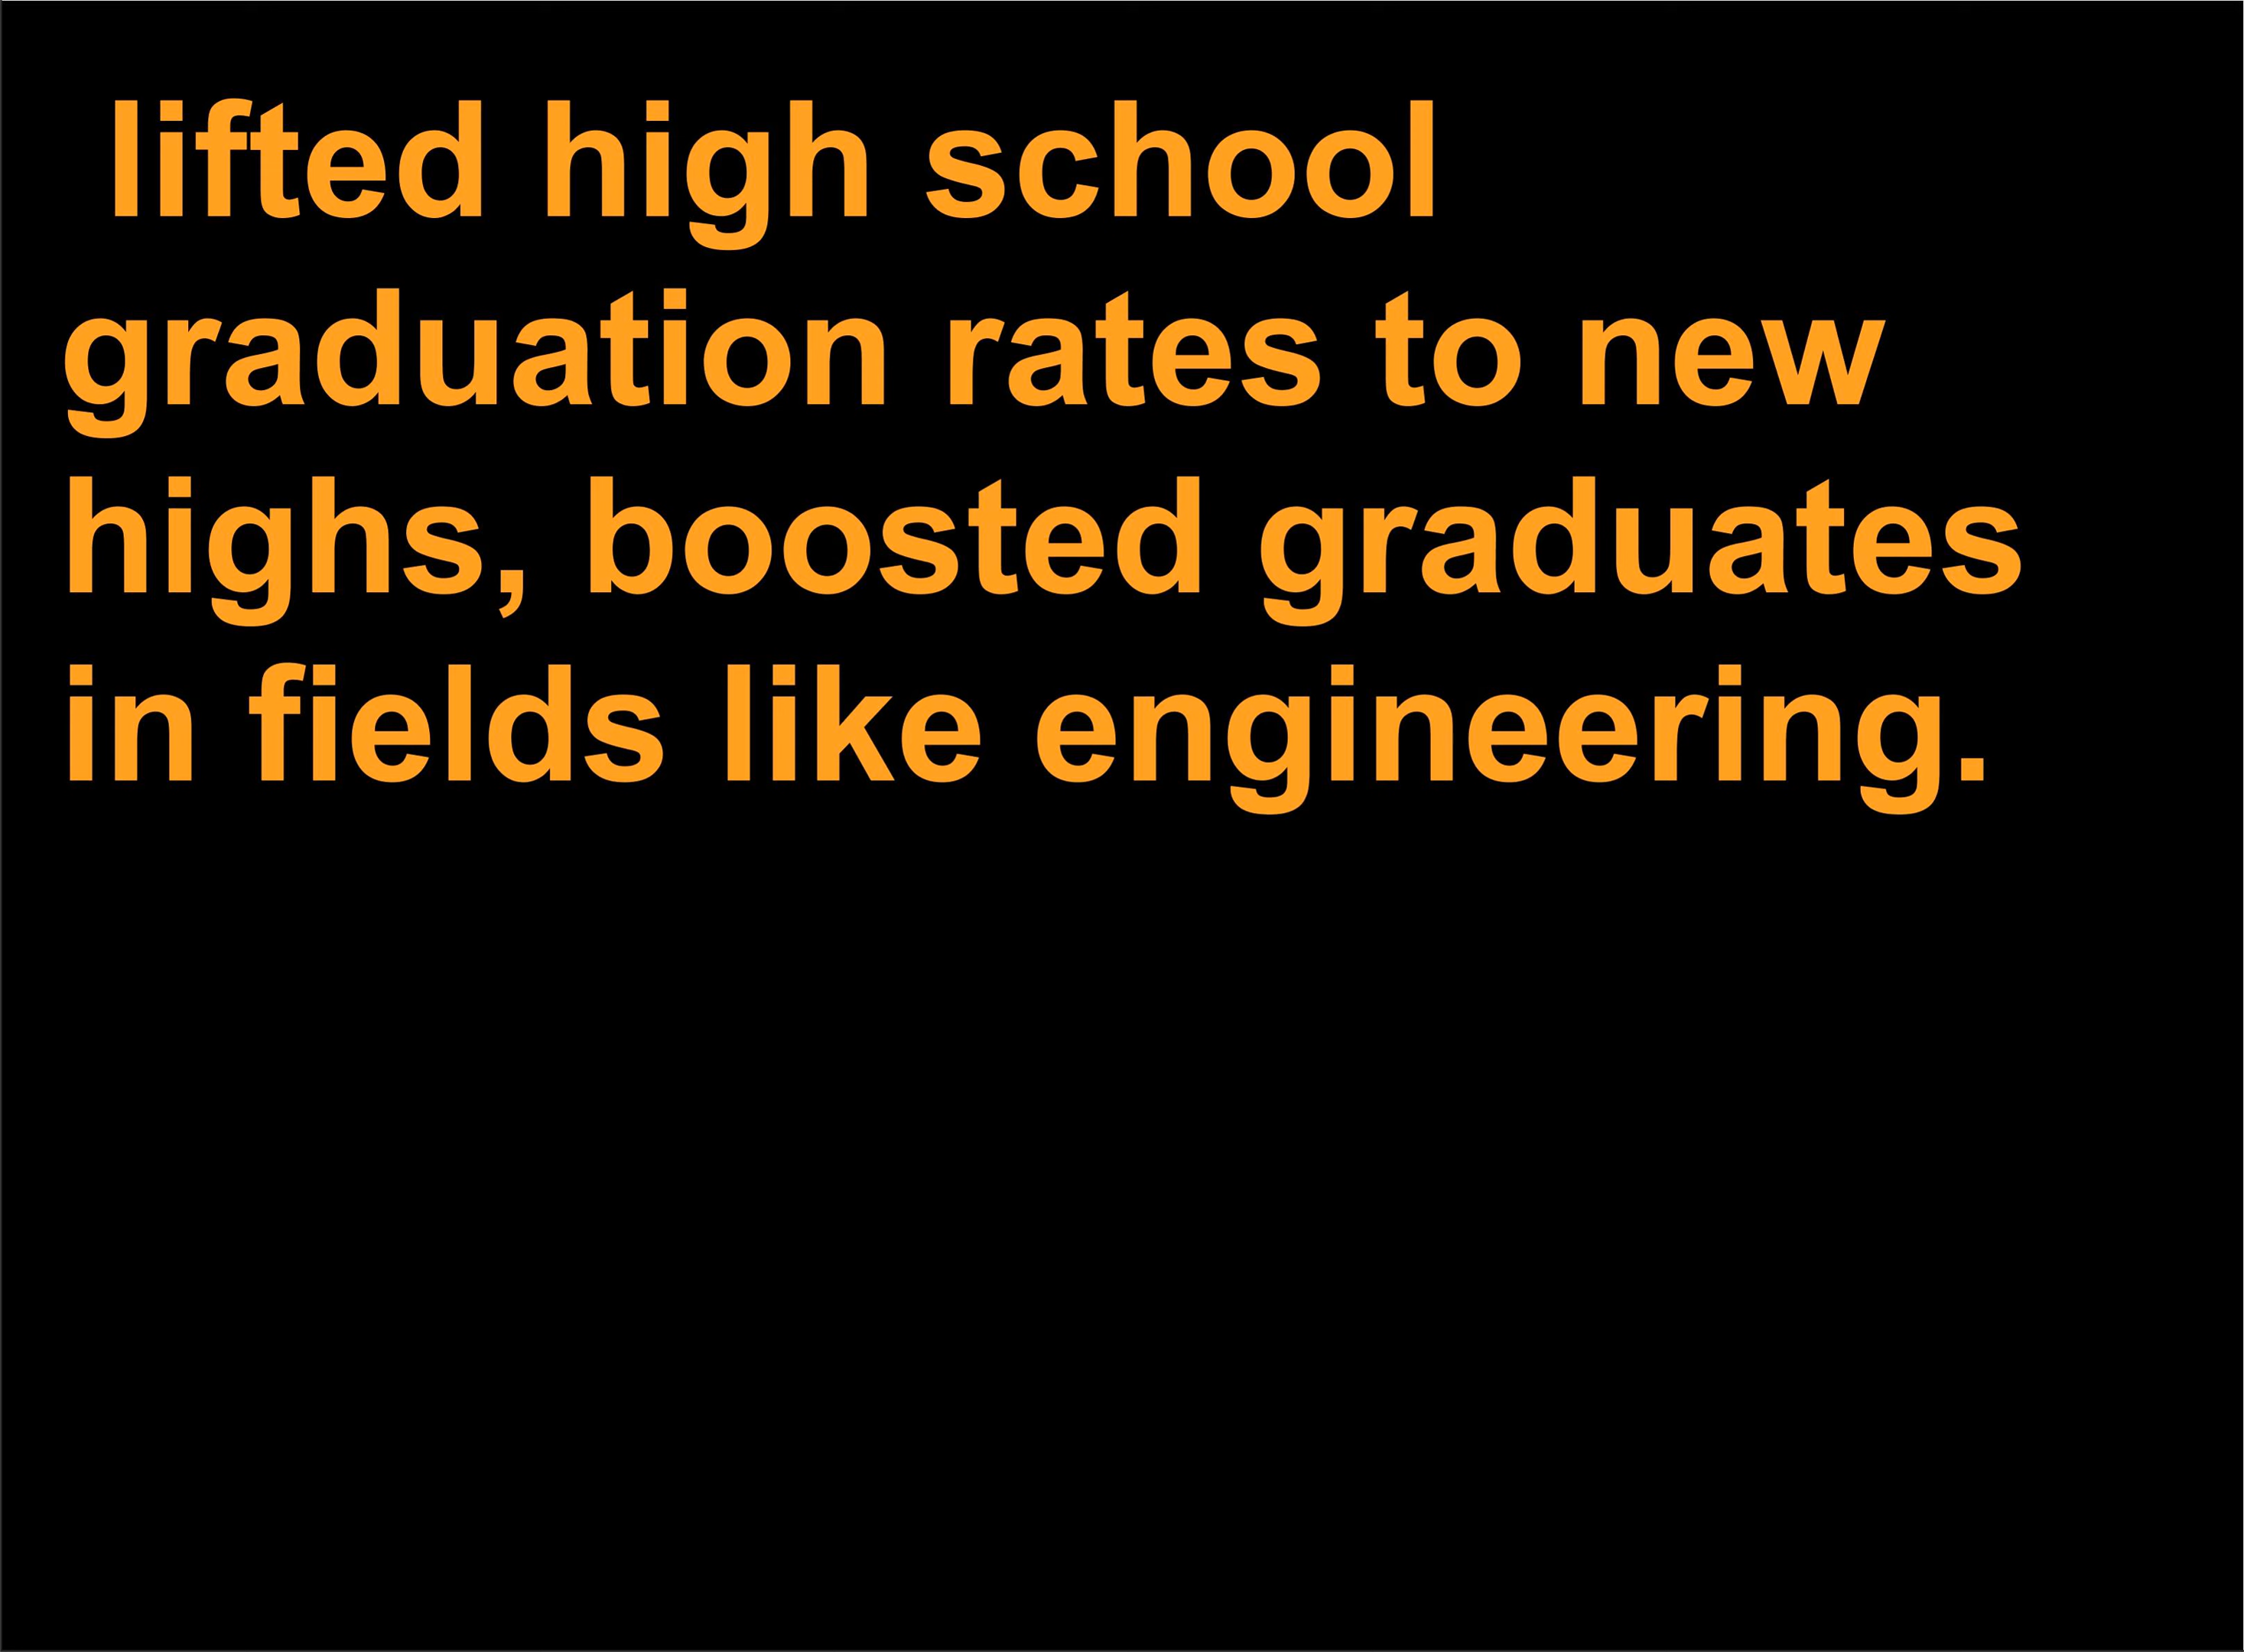 lifted high school
graduation rates to new
highs, boosted graduates
in fields like engineering.